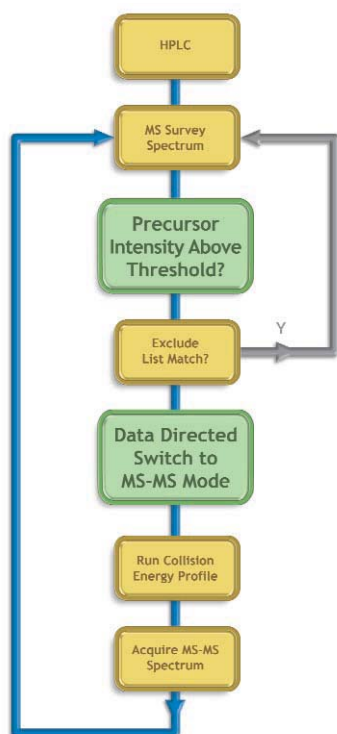 HPLC
MS Survey
Spectrum
Precursor
Intensity Above
Threshold?
Exclude
List Match?
Y
Data Directed
Switch to
MS-MS Mode
Run Collision
Energy Profile
Acquire MS-MS
Spectrum